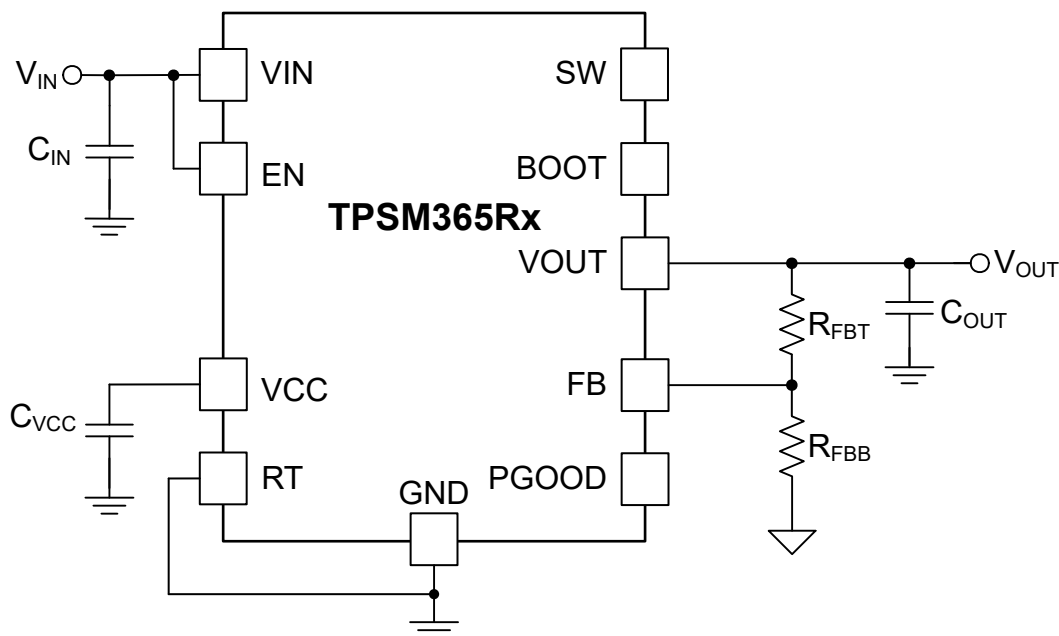 VIN
VIN
SW
CIN
EN
BOOT
TPSM365Rx
VOUT
VOUT
RFBT
COUT
VCC
FB
CVCC
RFBB
RT
GND
PGOOD